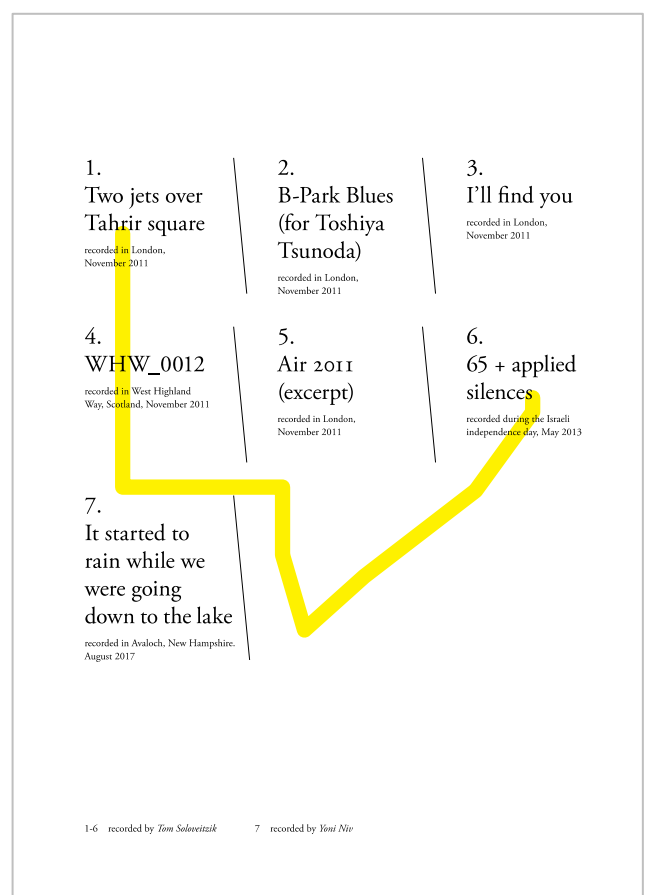 1.
Two jets over
Tahrir square
recorded in London,
November 2011
2.
B-Park Blues
(for Toshiya
Tsunoda)
recorded in London,
November 2011
3.
I'll find you
recorded in London,
November 2011
4.
WHW_0012
recorded in West Highland
Way, Scotland, November 2011
5.
Air 2011
(excerpt)
recorded in London,
November 2011
6.
65 + applied
silences
recorded during the Israeli
independence day, May 2013
7.
It started to
rain while we
were going
down to the lake
recorded in Avaloch, New Hampshire.
August 2017
1-6 recorded by Tom Soloveitzik
7 recorded by Yoni Niv